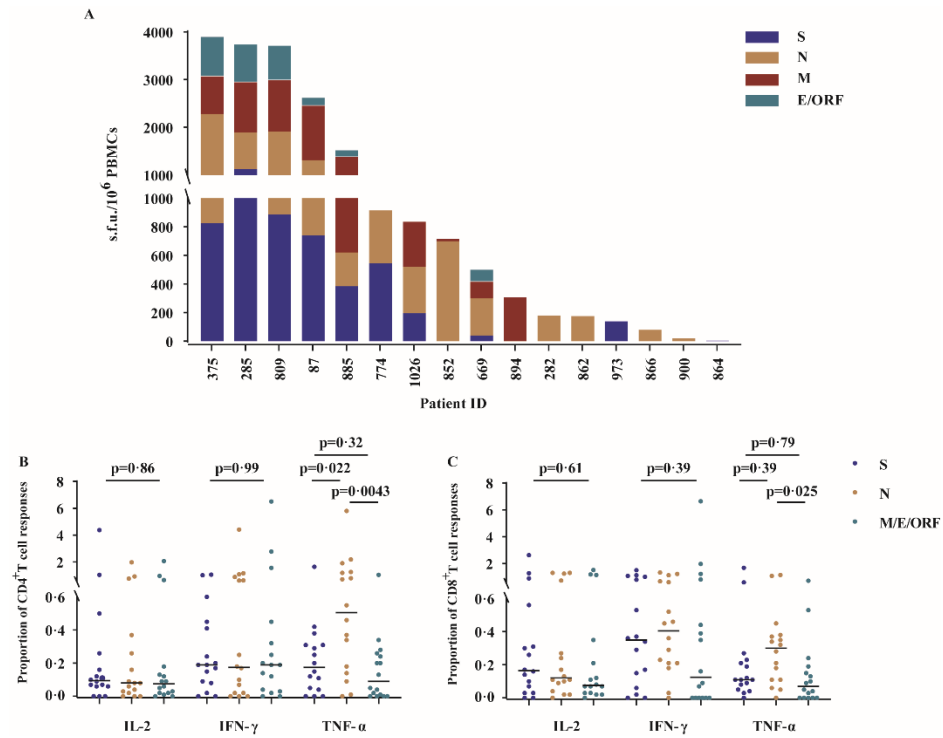 A
S
N
M
E/ORF
s.f.u./10⁶ PBMCs
4000
3000
2000
1000
1000
800
600
400
200
0
375 285 809 87 885 774 1026 852 669 894 282 862 973 866 900 864
Patient ID
B
p=0·32
p=0·86 p=0·99 p=0·022
p=0·0043
Proportion of CD4⁺T cell responses
8
6
4
2
0·6
0·4
0·2
0·0
IL-2 IFN-γ TNF-α
C
p=0·79
p=0·61 p=0·39 p=0·39
p=0·025
Proportion of CD8⁺T cell responses
8
6
4
2
0·6
0·4
0·2
0·0
IL-2 IFN-γ TNF-α
S
N
M/E/ORF